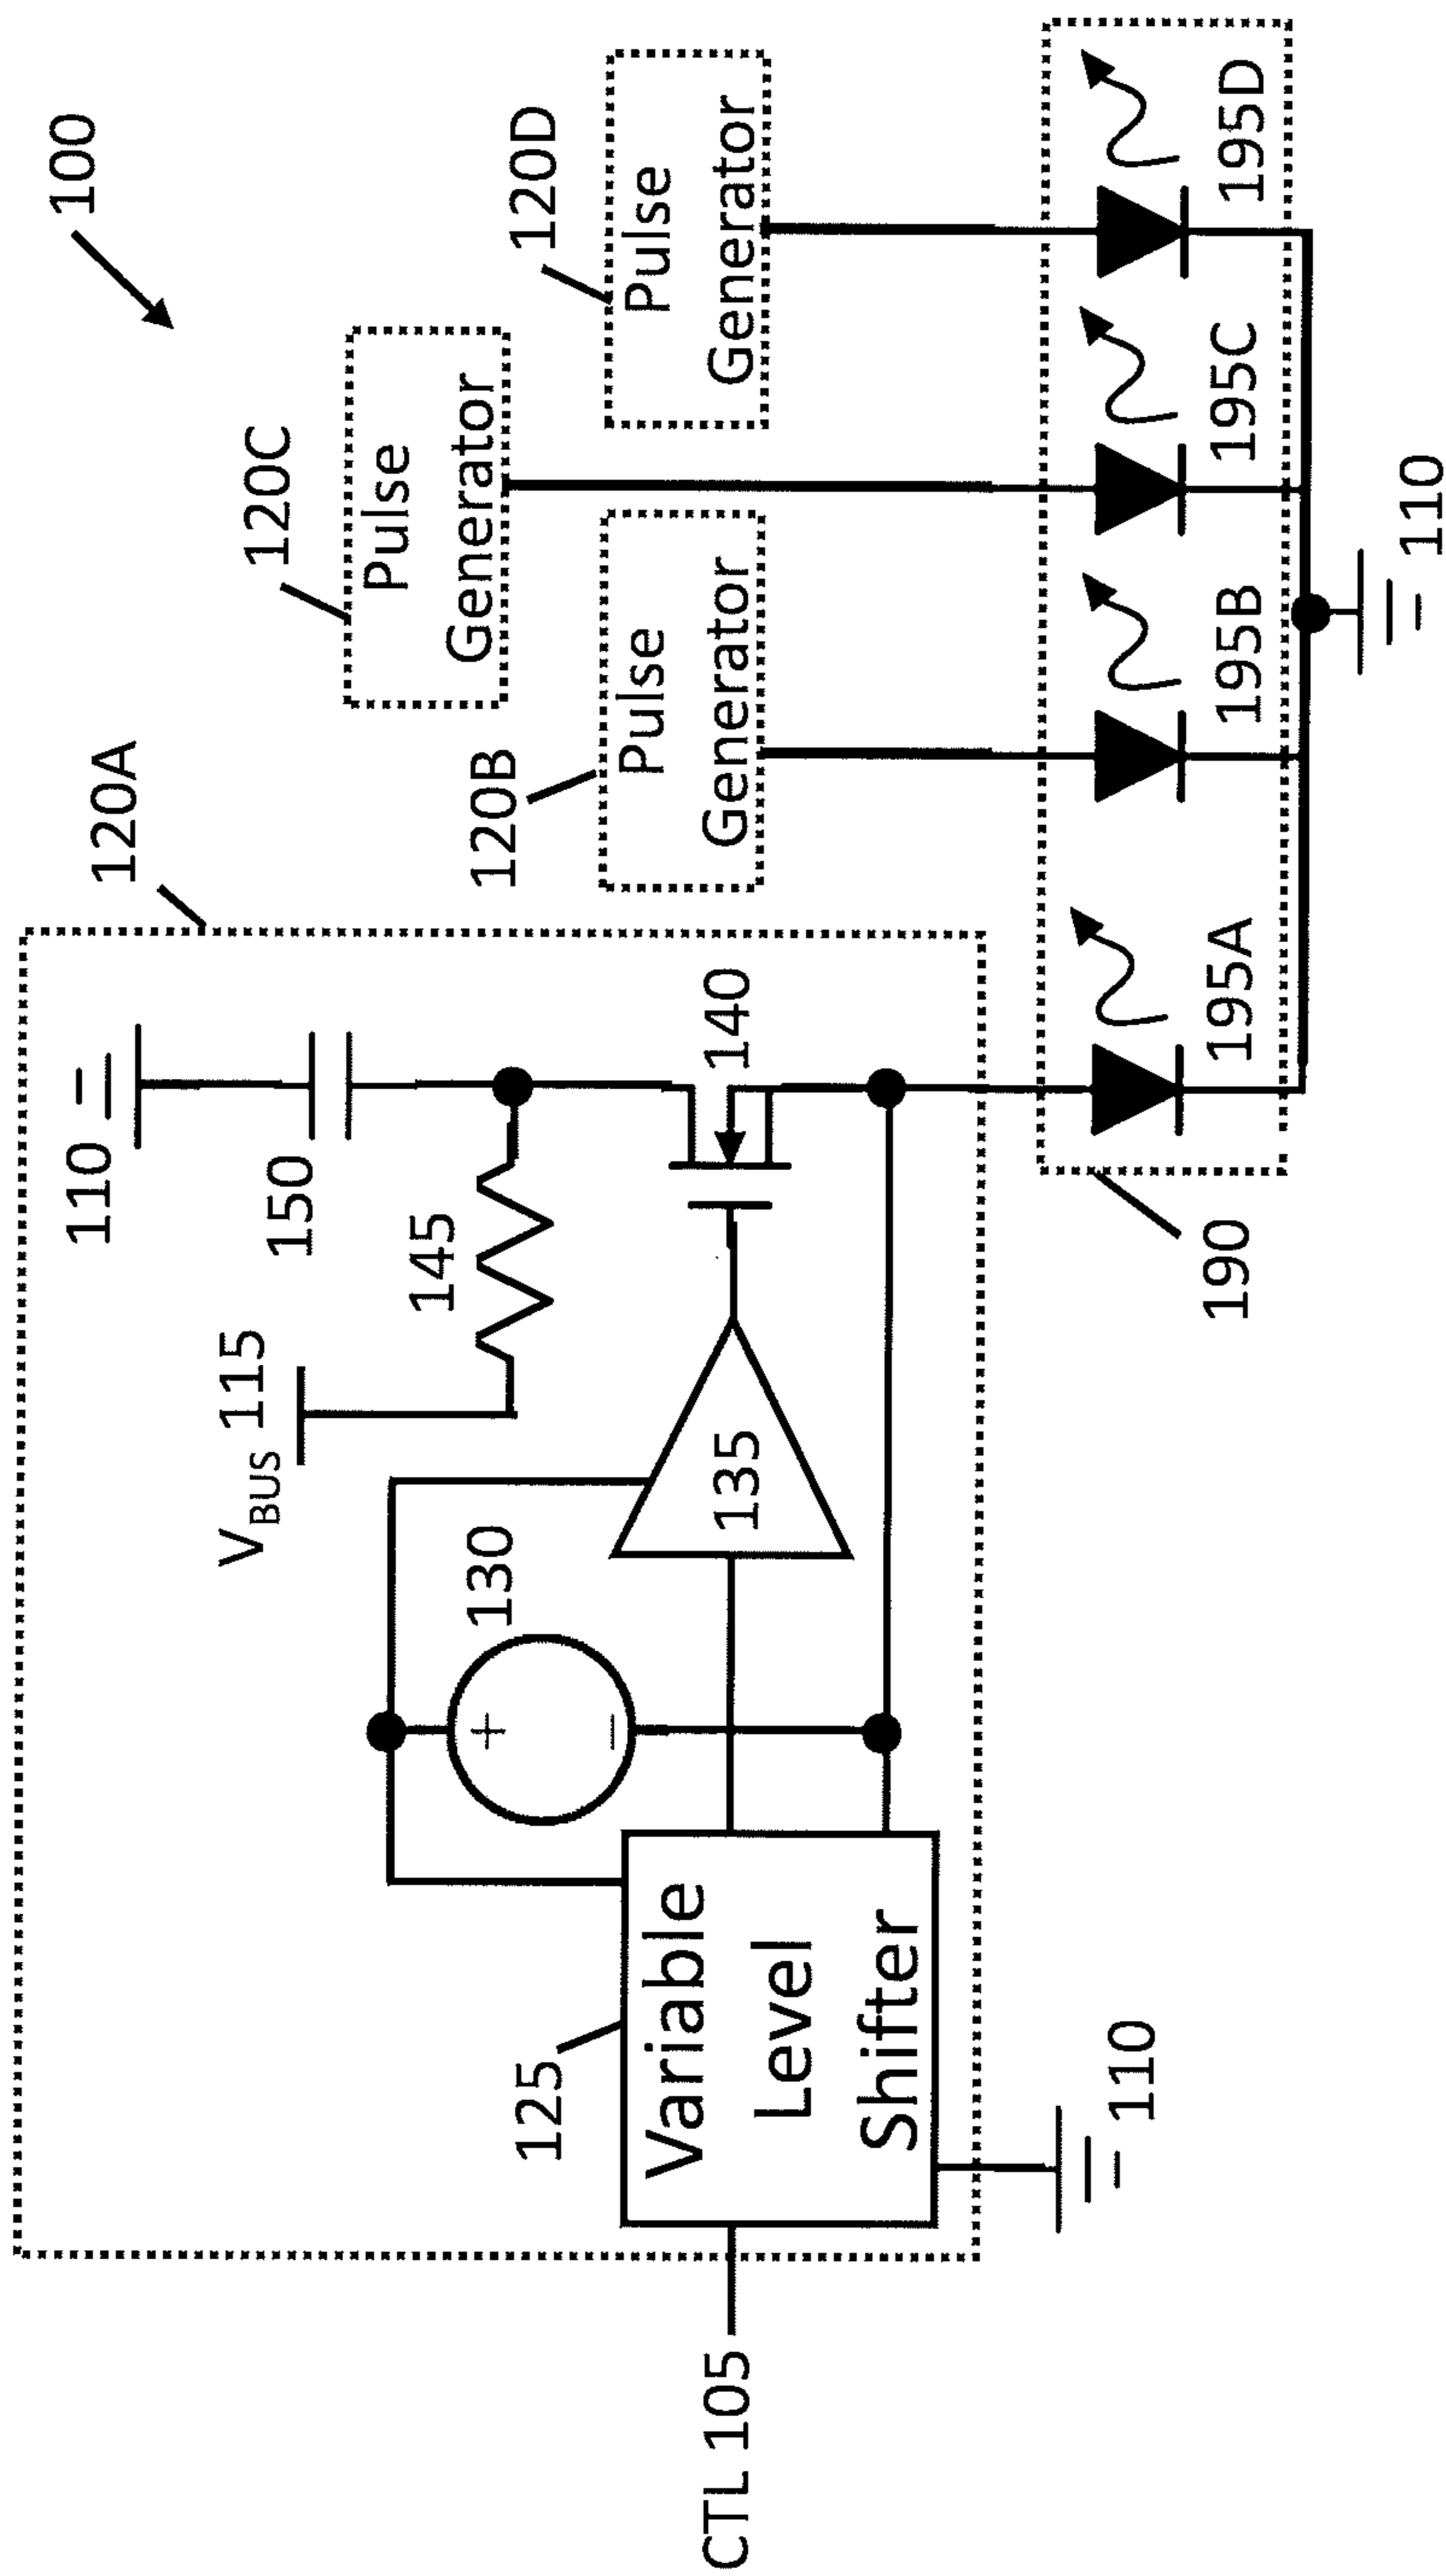 100
120A
120C
Pulse
Generator
120D
Pulse
Generator
120B
Pulse
Generator
110
150
V_BUS 115
145
130
+
–
135
140
125
Variable
Level
Shifter
CTL 105
110
190
195A
195B
195C
195D
110